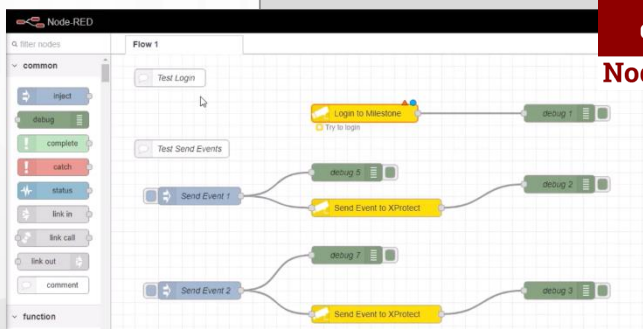 Node-RED
filter nodes
Flow 1
common
inject
debug
complete
catch
status
link in
link call
link out
comment
function
Test Login
Login to Milestone
Try to login
debug 1
Test Send Events
debug 5
Send Event 1
Send Event to XProtect
debug 2
debug 7
Send Event 2
Send Event to XProtect
debug 3